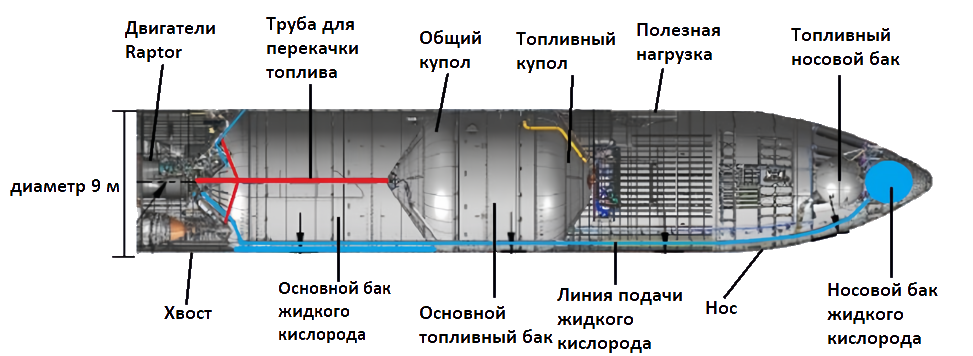 Двигатели
Raptor
Труба для
перекачки
топлива
Общий
купол
Топливный
купол
Полезная
нагрузка
Топливный
носовой бак
диаметр 9 м
Хвост
Основной бак
жидкого
кислорода
Основной
топливный бак
Линия подачи
жидкого
кислорода
Нос
Носовой бак
жидкого
кислорода